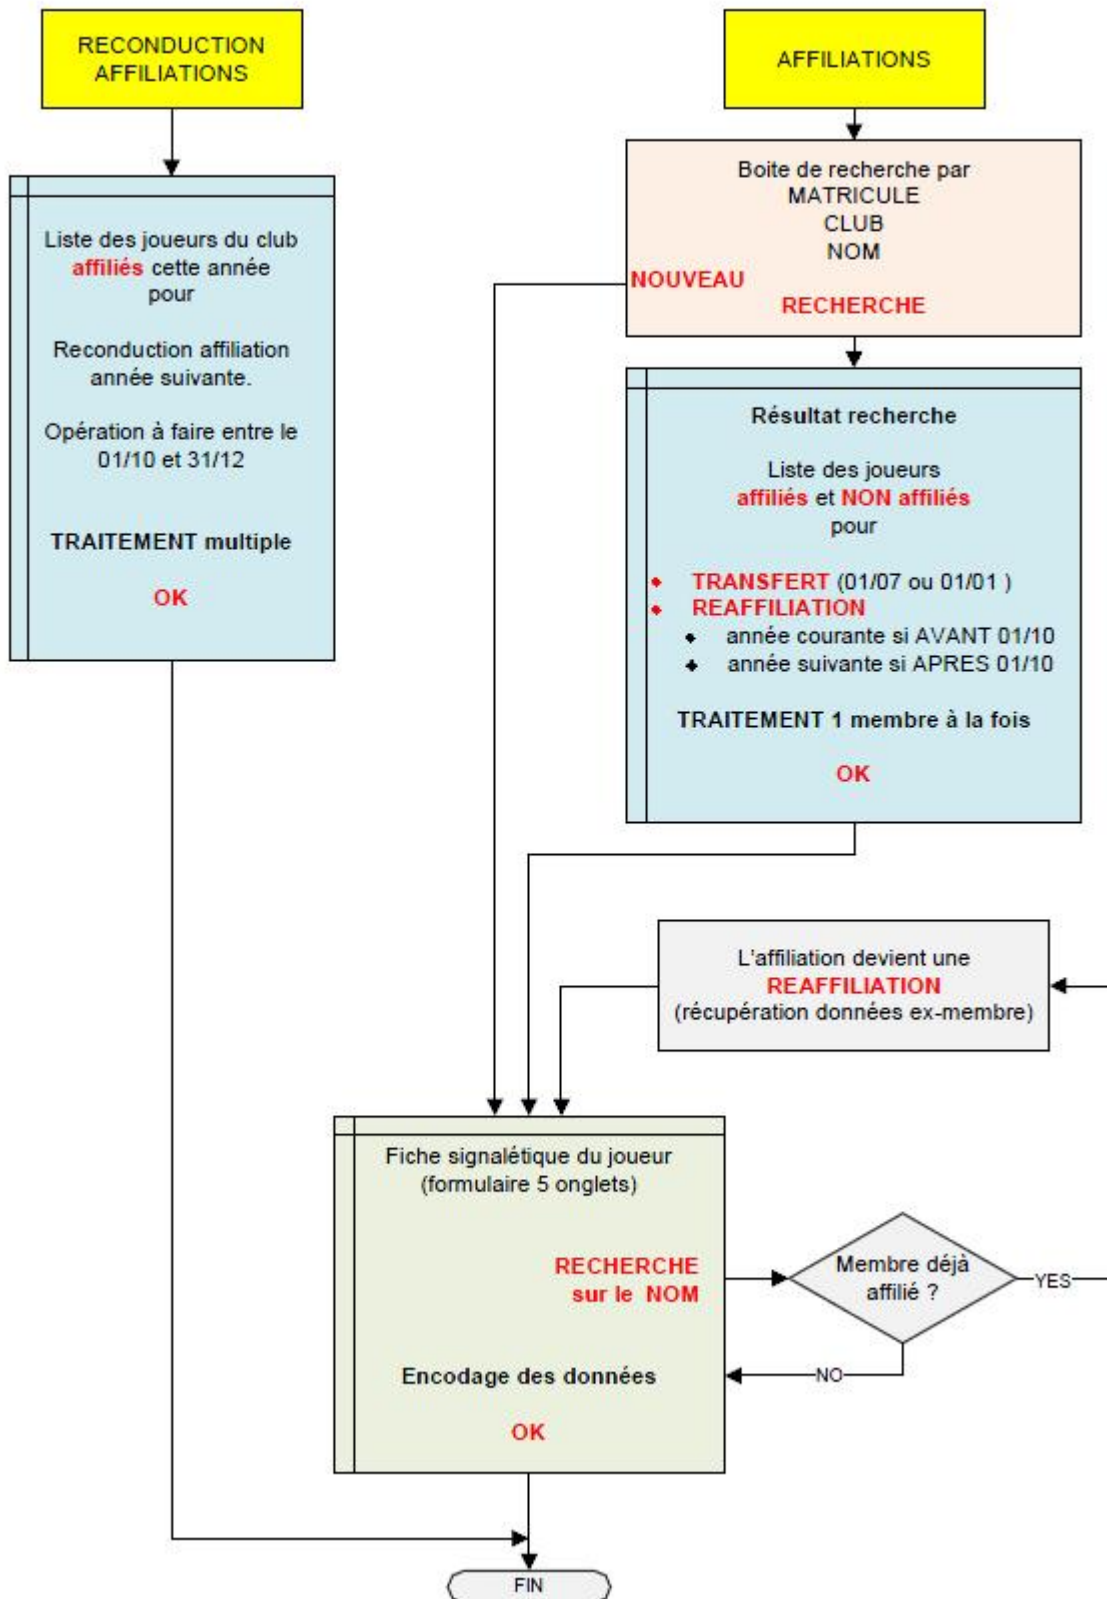 RECONDUCTION
AFFILIATIONS
Liste des joueurs du club
affiliés cette année
pour
Reconduction affiliation
année suivante.
Opération à faire entre le
01/10 et 31/12
TRAITEMENT multiple
OK
AFFILIATIONS
Boite de recherche par
MATRICULE
CLUB
NOM
NOUVEAU
RECHERCHE
Résultat recherche
Liste des joueurs
affiliés et NON affiliés
pour
• TRANSFERT (01/07 ou 01/01 )
• REAFFILIATION
• année courante si AVANT 01/10
• année suivante si APRES 01/10
TRAITEMENT 1 membre à la fois
OK
L'affiliation devient une
REAFFILIATION
(récupération données ex-membre)
Fiche signalétique du joueur
(formulaire 5 onglets)
RECHERCHE
sur le NOM
Membre déjà
affilié ?
YES
NO
Encodage des données
OK
FIN